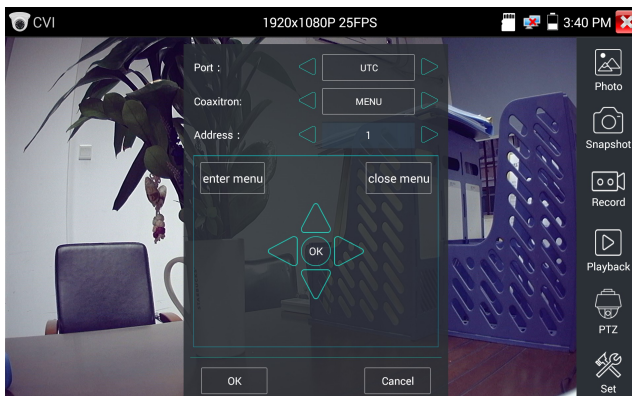 CVI 1920x1080P 25FPS 3:40 PM
Port : UTC
Coaxitron: MENU
Address : 1
enter menu close menu
OK
OK Cancel
Photo
Snapshot
Record
Playback
PTZ
Set